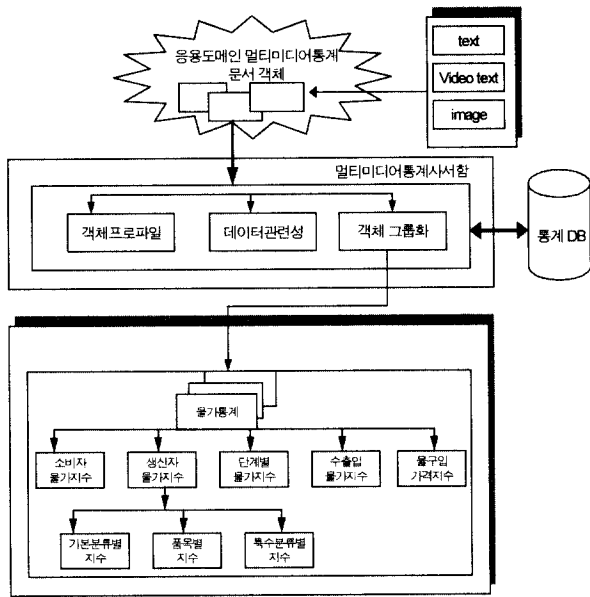 응용도메인 멀티미디어통계
문서 객체
text
Video text
image
멀티미디어통계사서함
객체프로파일
데이터관련성
객체 그룹화
통계 DB
물가통계
소비자
물가지수
생산자
물가지수
단계별
물가지수
수출입
물가지수
물구입
가격지수
기본분류별
지수
품목별
지수
특수분류별
지수